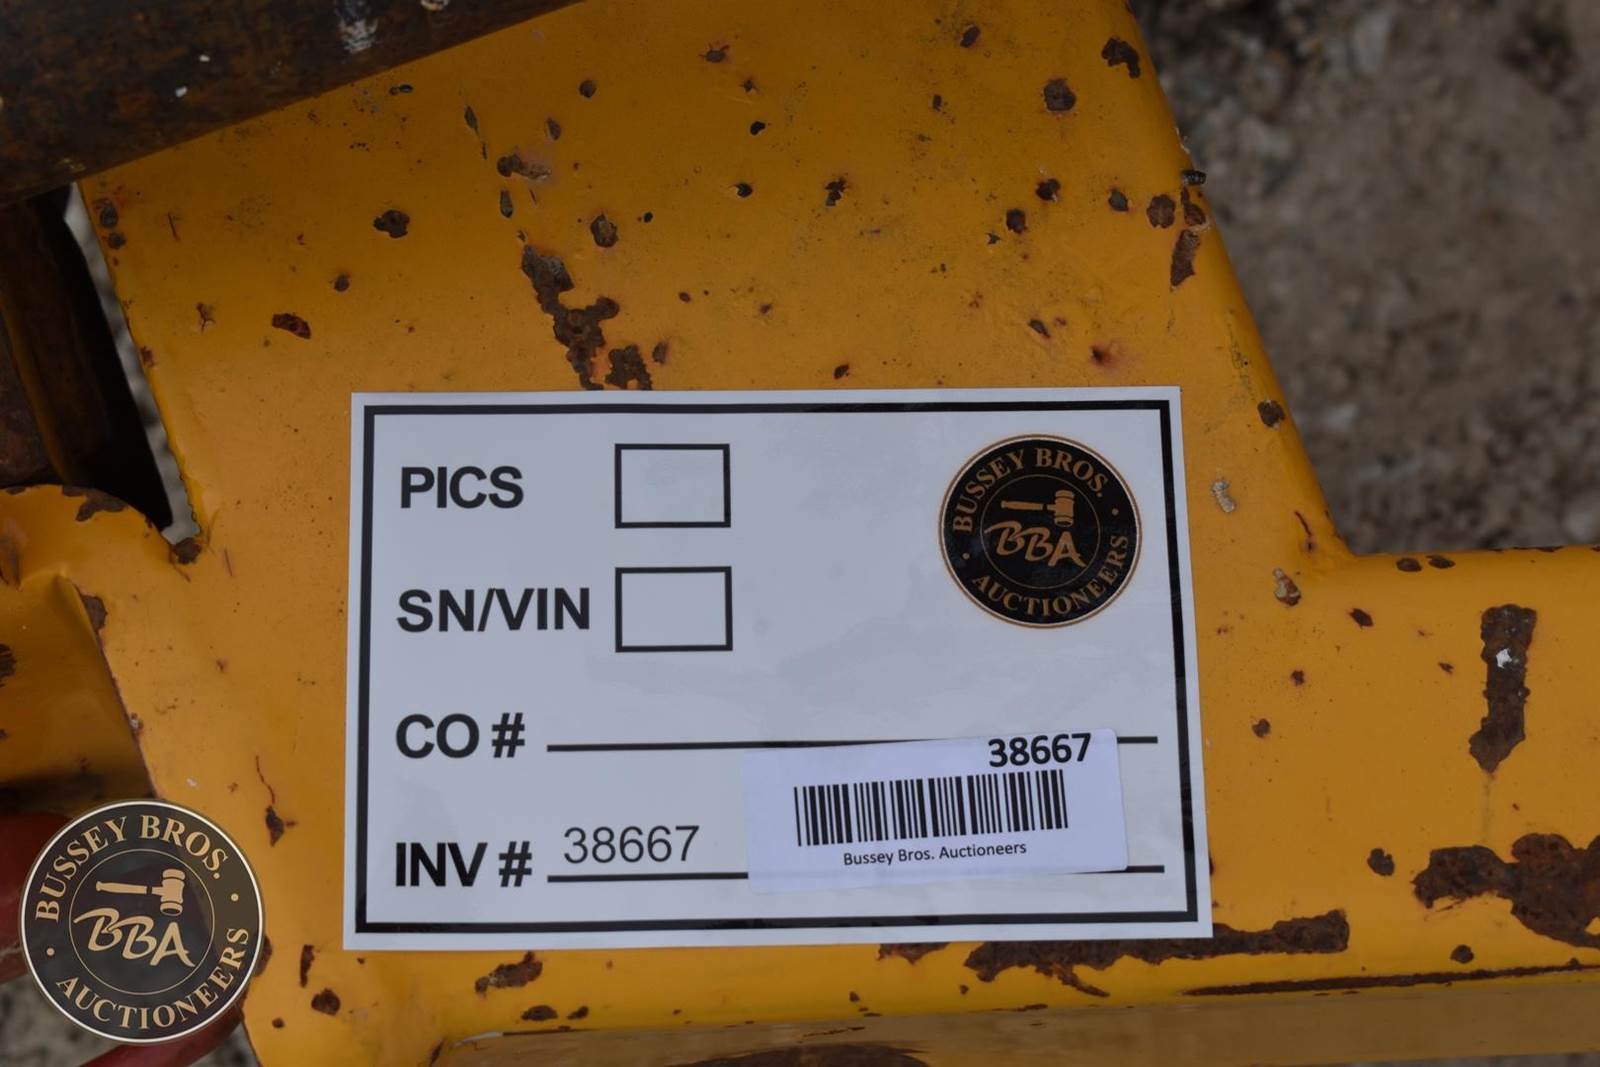 PICS
BUSSEY BROS.
BBA
AUCTIONEERS
SN/VIN
CO #
38667
INV # 38667
Bussey Bros. Auctioneers
BUSSEY BROS.
BBA
AUCTIONEERS